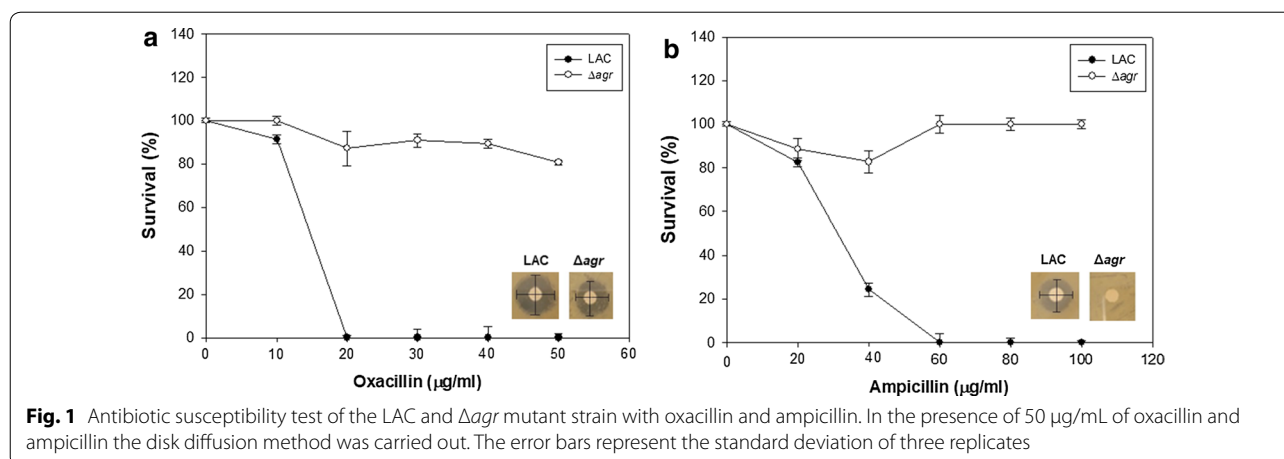 a
140
120
100
80
60
40
20
0
Survival (%)
LAC
Δagr
LAC Δagr
0 10 20 30 40 50 60
Oxacillin (µg/ml)
b
140
120
100
80
60
40
20
0
Survival (%)
LAC
Δagr
LAC Δagr
0 20 40 60 80 100 120
Ampicillin (µg/ml)
Fig. 1 Antibiotic susceptibility test of the LAC and Δagr mutant strain with oxacillin and ampicillin. In the presence of 50 µg/mL of oxacillin and
ampicillin the disk diffusion method was carried out. The error bars represent the standard deviation of three replicates